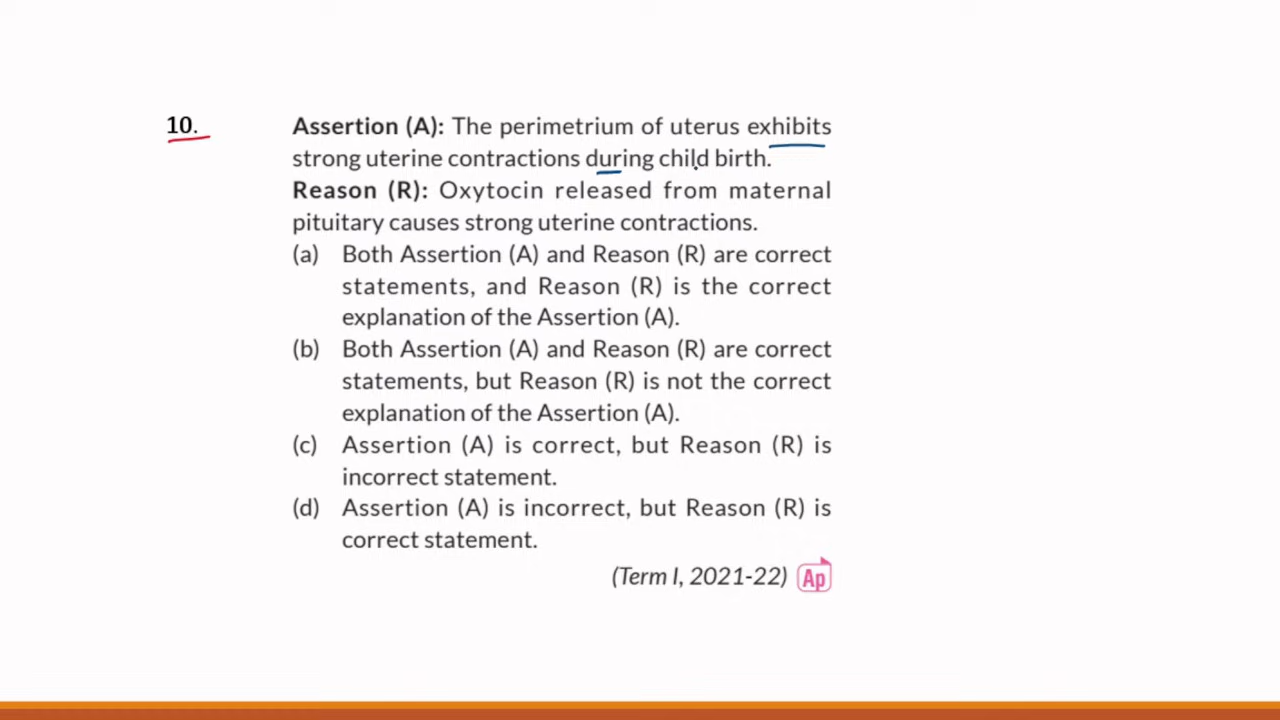 10.
Assertion (A): The perimetrium of uterus exhibits
strong uterine contractions during child birth.
Reason (R): Oxytocin released from maternal
pituitary causes strong uterine contractions.
(a) Both Assertion (A) and Reason (R) are correct
statements, and Reason (R) is the correct
explanation of the Assertion (A).
(b) Both Assertion (A) and Reason (R) are correct
statements, but Reason (R) is not the correct
explanation of the Assertion (A).
(c) Assertion (A) is correct, but Reason (R) is
incorrect statement.
(d) Assertion (A) is incorrect, but Reason (R) is
correct statement.
(Term I, 2021-22) Ap